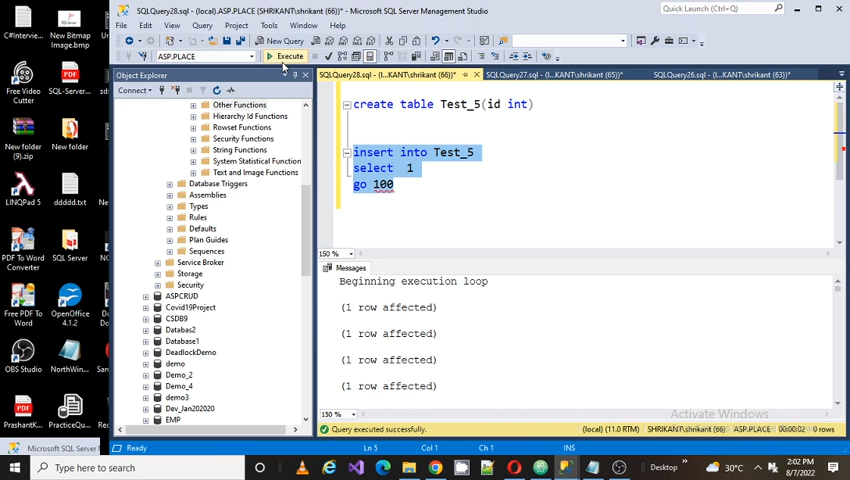 C#Intervie...
New Bitmap
Image.bmp
Free Video
Cutter
SQL-Server-...
New folder
(9).zip
New folder
LINQPad 5
ddddd.txt
PDF To Word
Converter
SQL Server
Free PDF To
Word
OpenOffice
4.1.2
OBS Studio
NorthWin...
PrashantK...
PracticeQu...
SQLQuery28.sql - (local).ASP.PLACE (SHRIKANT\shrikant (66))* - Microsoft SQL Server Management Studio
Quick Launch (Ctrl+Q)
File Edit View Query Project Tools Window Help
New Query
ASP.PLACE
Execute
Object Explorer
Connect
Other Functions
Hierarchy Id Functions
Rowset Functions
Security Functions
String Functions
System Statistical Function
Text and Image Functions
Database Triggers
Assemblies
Types
Rules
Defaults
Plan Guides
Sequences
Service Broker
Storage
Security
ASPCRUD
Covid19Project
CSDB9
Databas2
Database1
DeadlockDemo
demo
Demo_2
Demo_4
demo3
Dev_Jan202020
EMP
SQLQuery28.sql - (l...KANT\shrikant (66))*
SQLQuery27.sql - (l...KANT\shrikant (65))*
SQLQuery26.sql - (l...KANT\shrikant (63))*
create table Test_5(id int)
insert into Test_5
select 1
go 100
150 %
Messages
Beginning execution loop
(1 row affected)
(1 row affected)
(1 row affected)
(1 row affected)
150 %
Activate Windows
Query executed successfully.
(local) (11.0 RTM) SHRIKANT\shrikant (66) ASP.PLACE 00:00:02 0 rows
Ready
Ln 5 Col 1 Ch 1 INS
Microsoft SQL Serv
Type here to search
Desktop
30°C
2:02 PM
8/7/2022